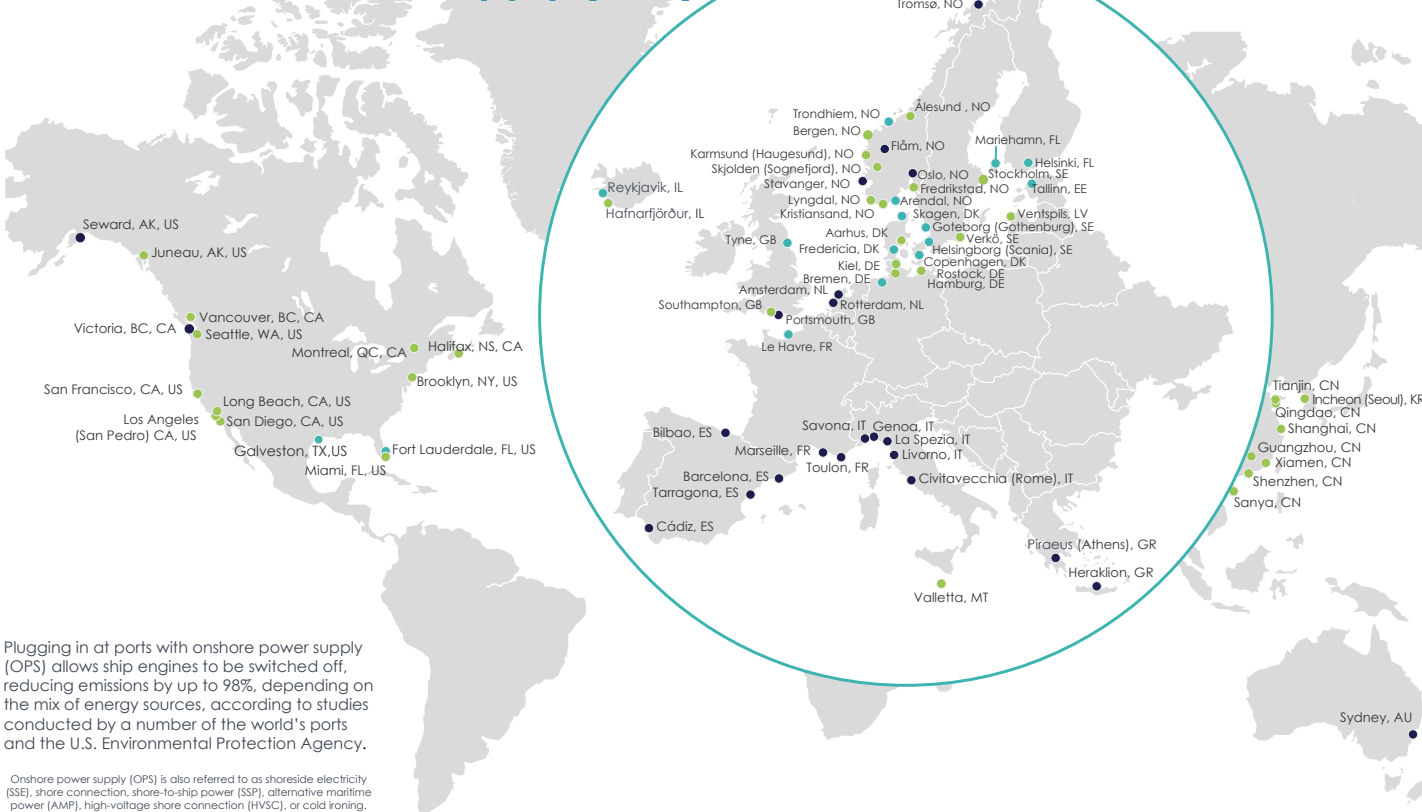 Tromsø, NO
Ålesund , NO
Trondhiem, NO
Bergen, NO
Flåm, NO
Mariehamn, FL
Karmsund (Haugesund), NO
Helsinki, FL
Skjolden (Sognefjord), NO
Oslo, NO
Stockholm, SE
Stavanger, NO
Fredrikstad, NO
Tallinn, EE
Reykjavik, IL
Lyngdal, NO
Arendal, NO
Hafnarfjörður, IL
Kristiansand, NO
Skagen, DK
Ventspils, LV
Goteborg (Gothenburg), SE
Aarhus, DK
Verkö, SE
Tyne, GB
Fredericia, DK
Helsingborg (Scania), SE
Copenhagen, DK
Kiel, DE
Rostock, DE
Bremen, DE
Hamburg, DE
Amsterdam, NL
Southampton, GB
Rotterdam, NL
Portsmouth, GB
Le Havre, FR
Seward, AK, US
Juneau, AK, US
Vancouver, BC, CA
Victoria, BC, CA
Seattle, WA, US
Montreal, QC, CA
Halifax, NS, CA
Brooklyn, NY, US
San Francisco, CA, US
Long Beach, CA, US
Los Angeles
(San Pedro) CA, US
San Diego, CA, US
Galveston, TX,US
Fort Lauderdale, FL, US
Miami, FL, US
Bilbao, ES
Savona, IT
Genoa, IT
La Spezia, IT
Marseille, FR
Livorno, IT
Toulon, FR
Barcelona, ES
Civitavecchia (Rome), IT
Tarragona, ES
Cádiz, ES
Piraeus (Athens), GR
Heraklion, GR
Valletta, MT
Tianjin, CN
Incheon (Seoul), KR
Qingdao, CN
Shanghai, CN
Guangzhou, CN
Xiamen, CN
Shenzhen, CN
Sanya, CN
Sydney, AU
Plugging in at ports with onshore power supply
(OPS) allows ship engines to be switched off,
reducing emissions by up to 98%, depending on
the mix of energy sources, according to studies
conducted by a number of the world's ports
and the U.S. Environmental Protection Agency.
Onshore power supply (OPS) is also referred to as shoreside electricity
(SSE), shore connection, shore-to-ship power (SSP), alternative maritime
power (AMP), high-voltage shore connection (HVSC), or cold ironing.